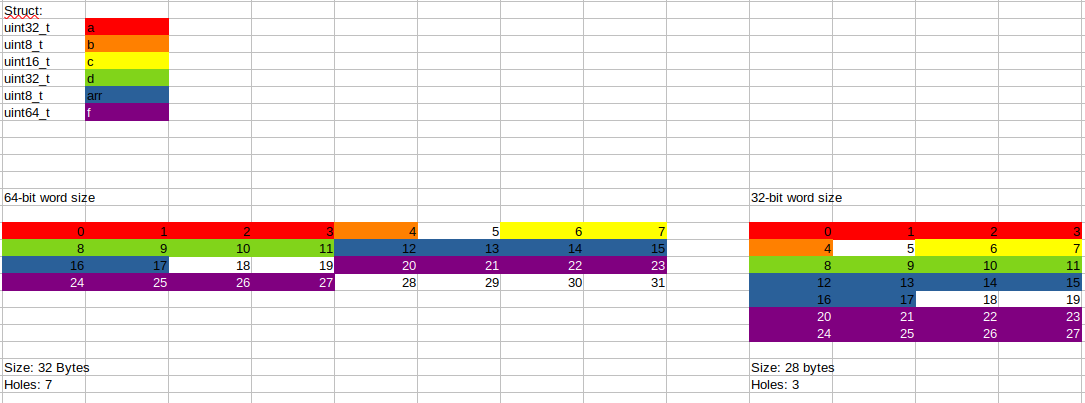 Struct:
uint32_t a
uint8_t b
uint16_t c
uint32_t d
uint8_t arr
uint64_t f
64-bit word size 32-bit word size
0 1 2 3 4 5 6 7 0 1 2 3
8 9 10 11 12 13 14 15 4 5 6 7
16 17 18 19 20 21 22 23 8 9 10 11
24 25 26 27 28 29 30 31 12 13 14 15
16 17 18 19
20 21 22 23
24 25 26 27
Size: 32 Bytes Size: 28 bytes
Holes: 7 Holes: 3